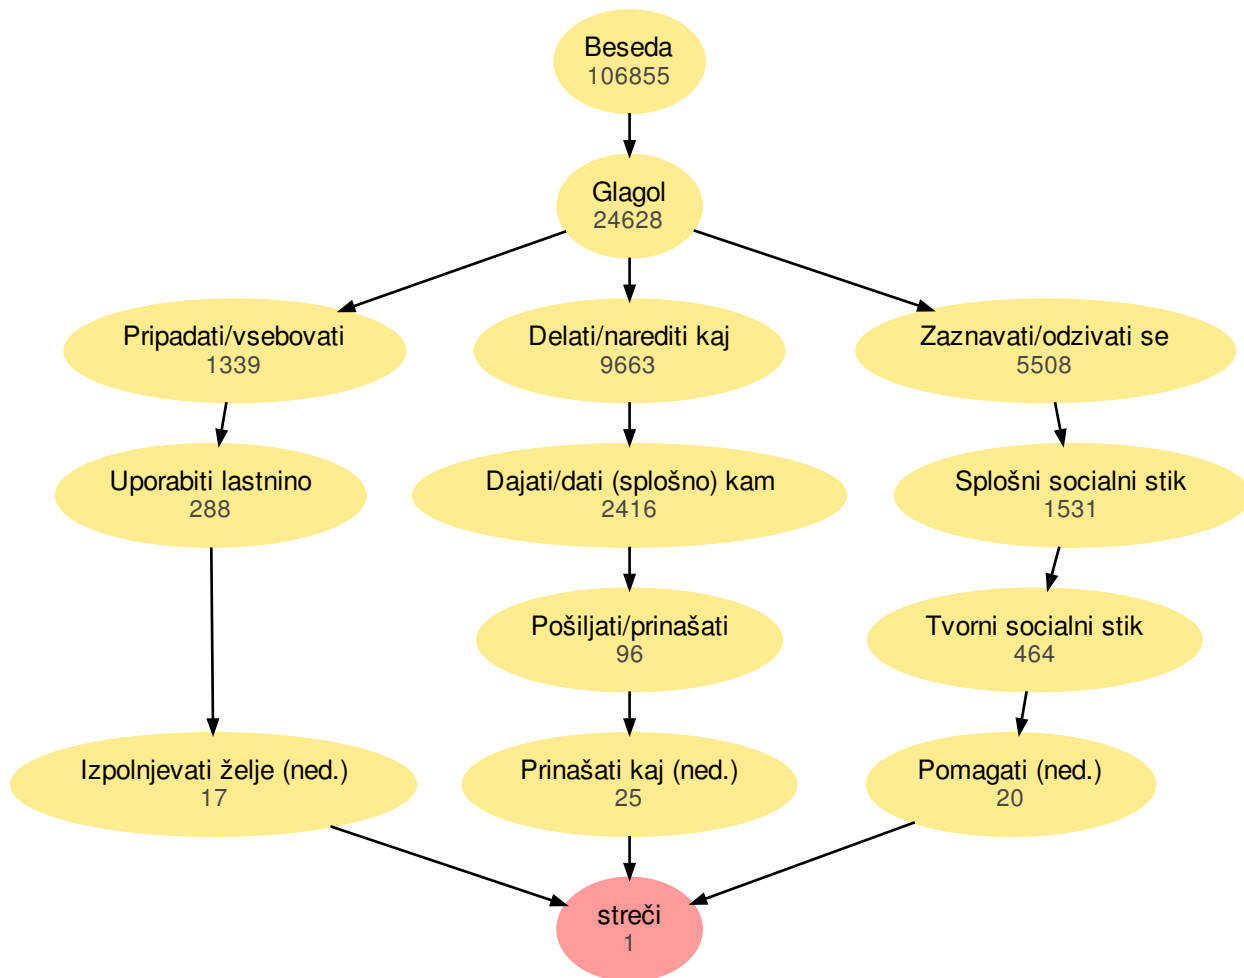 Beseda
106855
Glagol
24628
Pripadati/vsebovati
1339
Delati/narediti kaj
9663
Zaznavati/odzivati se
5508
Uporabiti lastnino
288
Dajati/dati (splošno) kam
2416
Splošni socialni stik
1531
Pošiljati/prinašati
96
Tvorni socialni stik
464
Izpolnjevati želje (ned.)
17
Prinašati kaj (ned.)
25
Pomagati (ned.)
20
streči
1